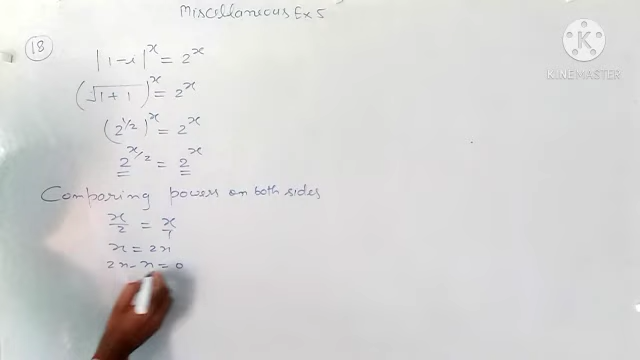 Miscellaneous Ex 5
18
|1-i|^x = 2^x
(√1+1)^x = 2^x
(2^1/2)^x = 2^x
2^x/2 = 2^x
Comparing powers on both sides
x/2 = x/1
x = 2x
2x - x = 0
KINEMASTER